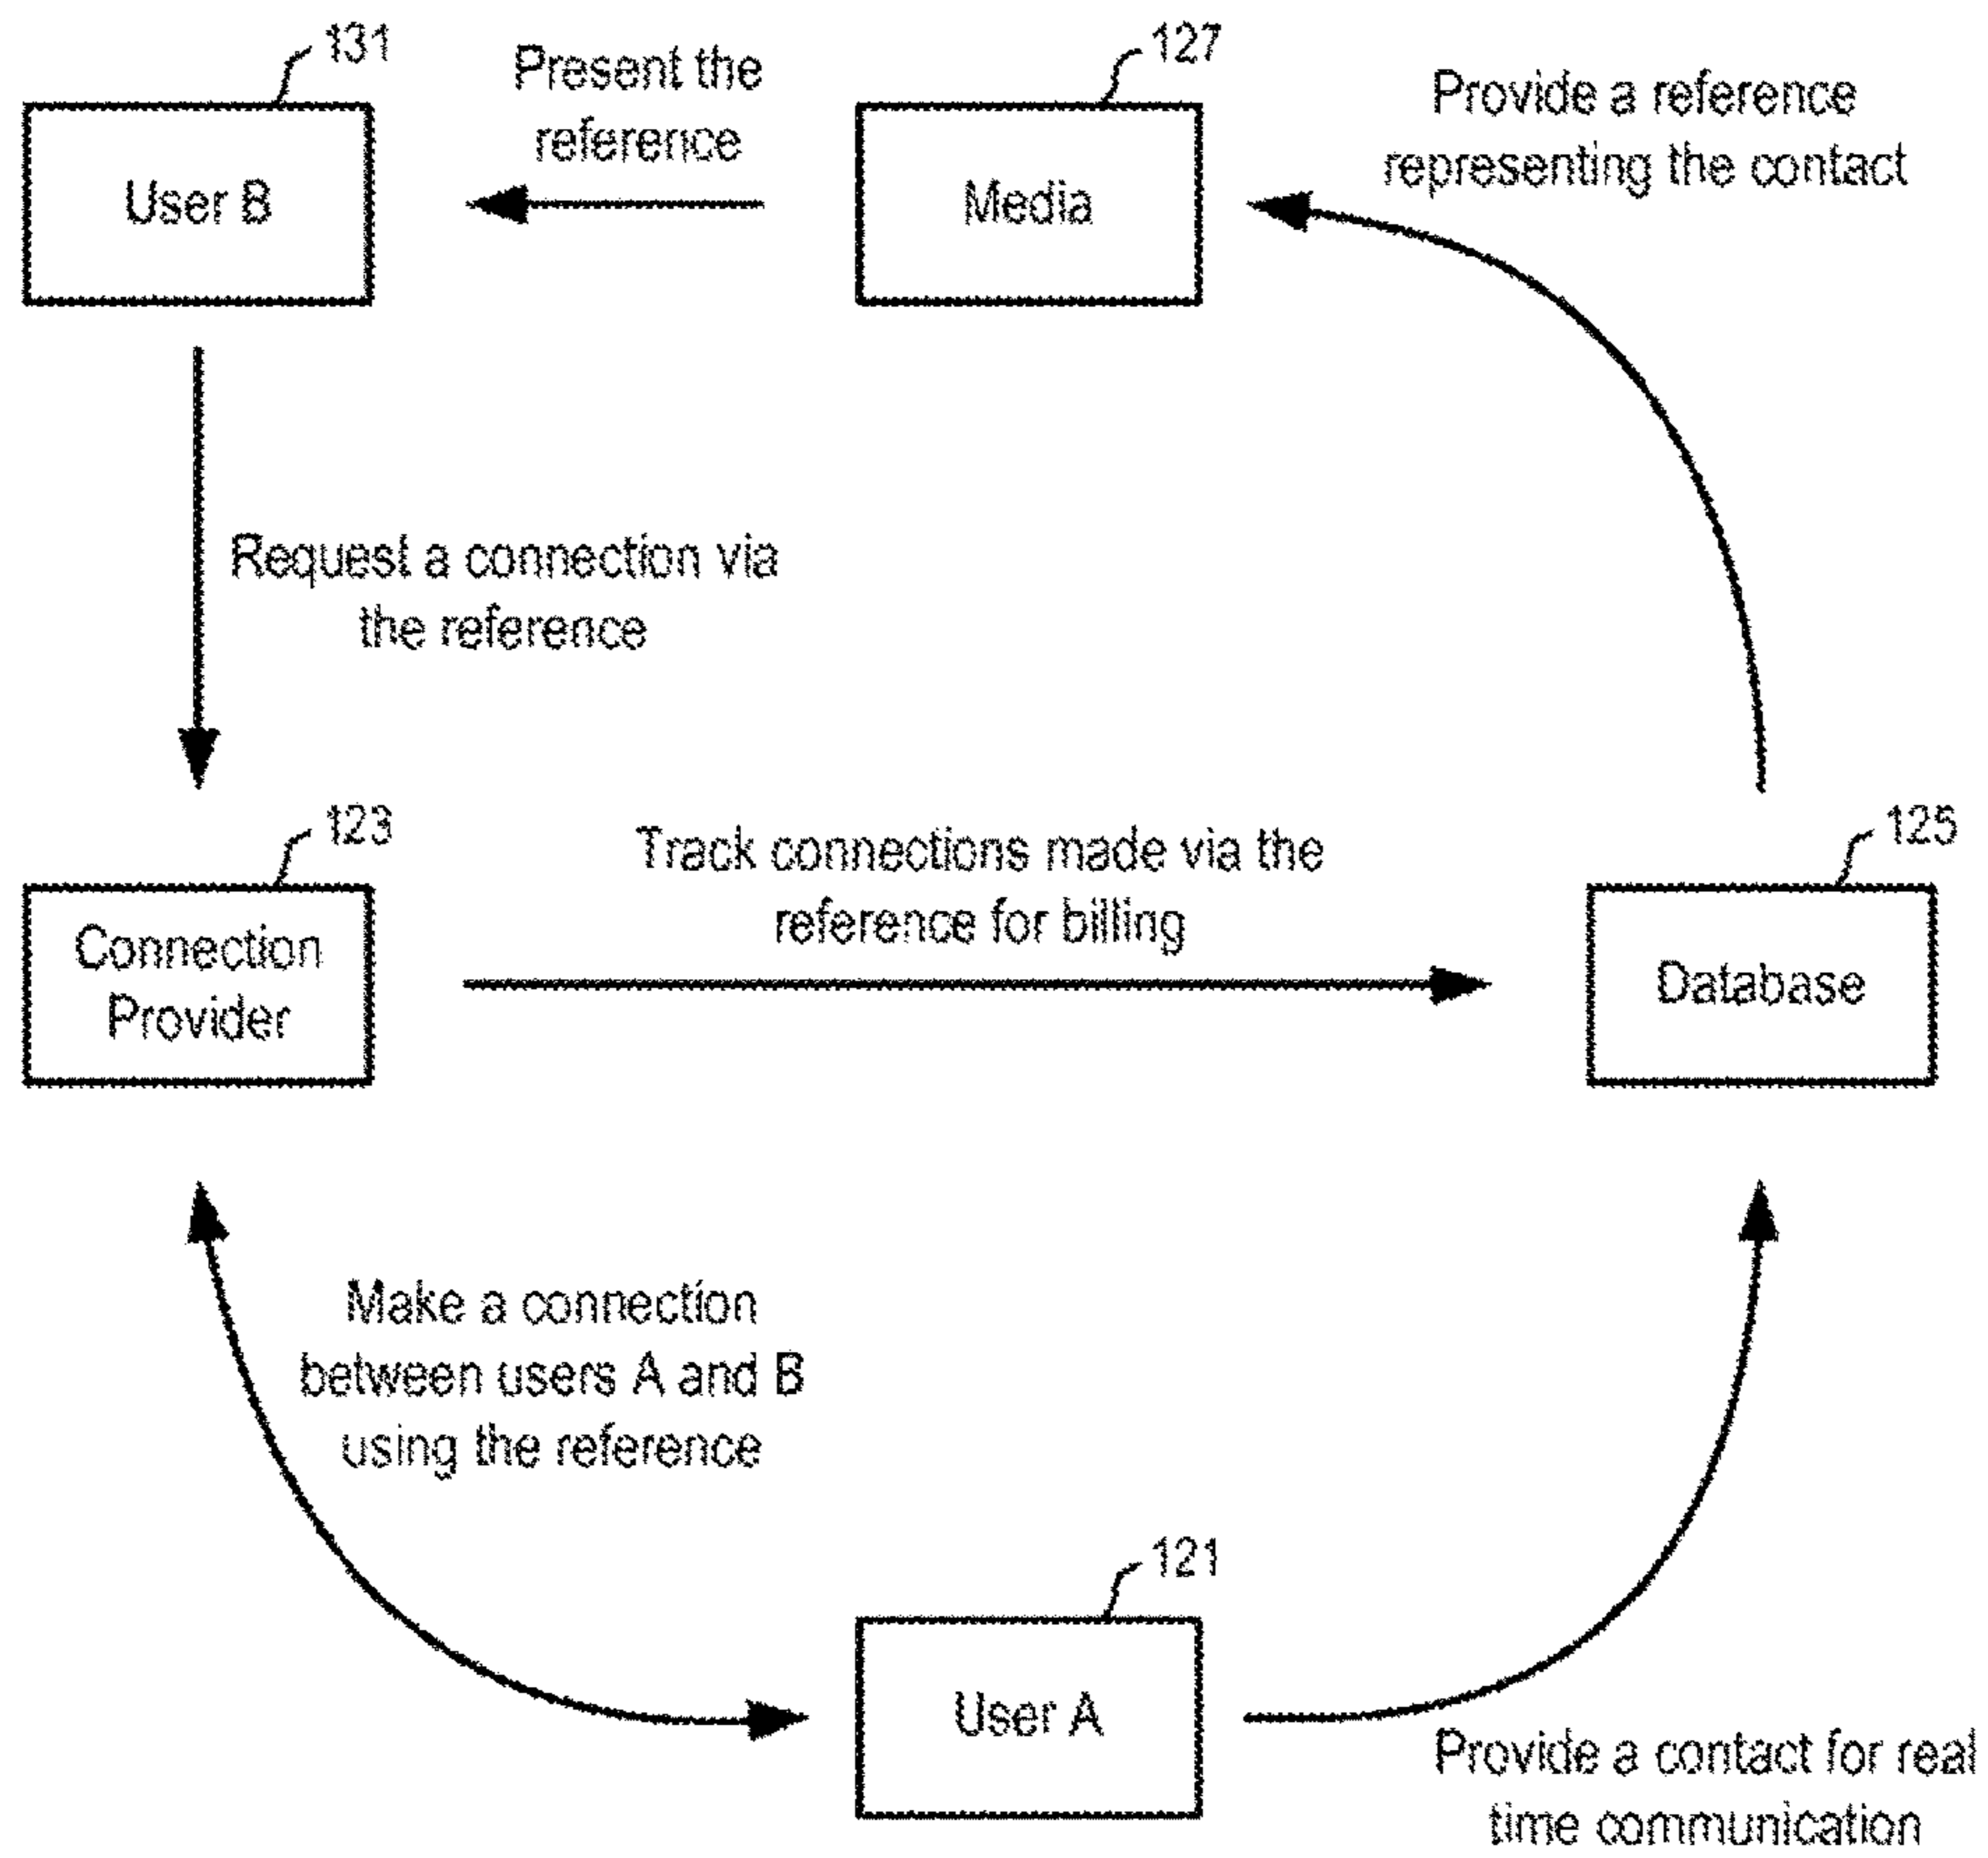 131
Present the
reference
User B
127
Media
Provide a reference
representing the contact
Request a connection via
the reference
123
Connection
Provider
Track connections made via the
reference for billing
125
Database
Make a connection
between users A and B
using the reference
121
User A
Provide a contact for real
time communication